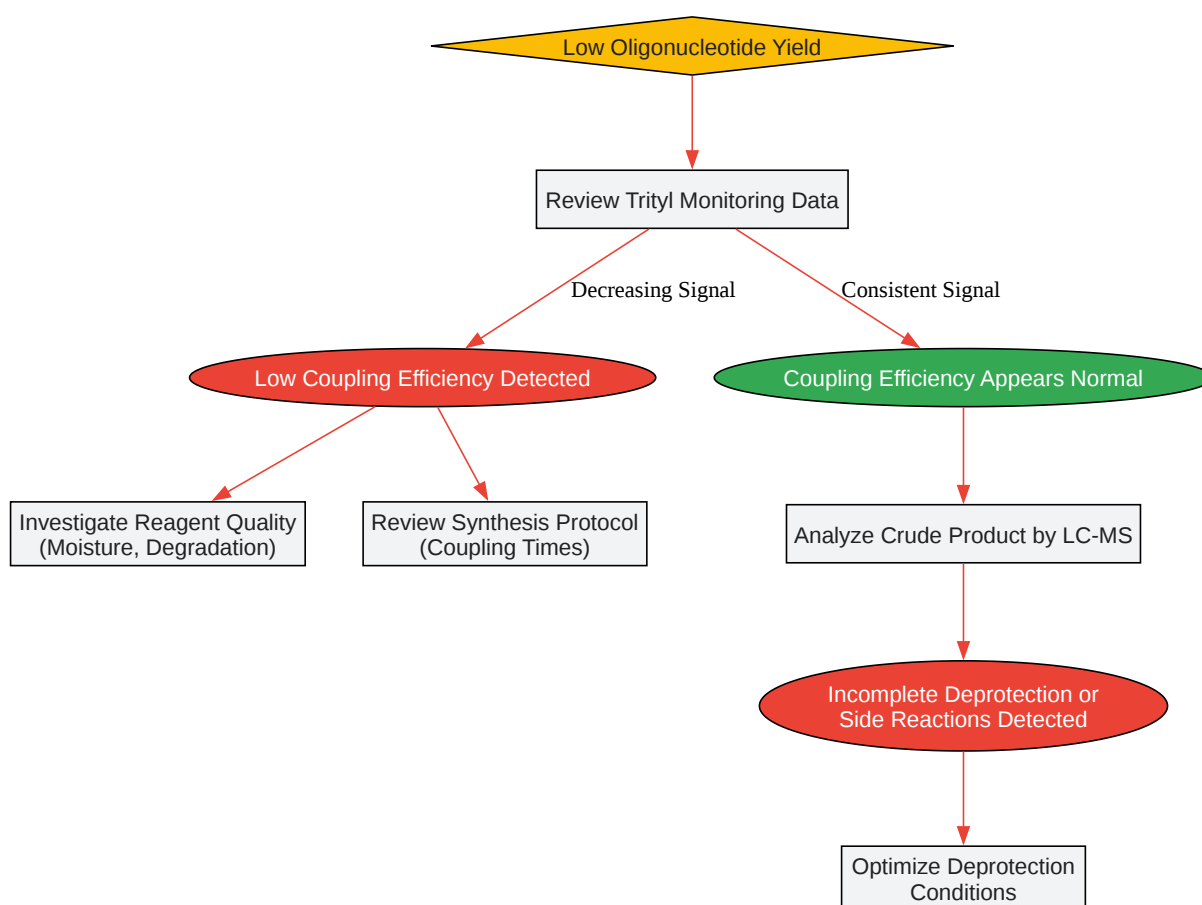 Low Oligonucleotide Yield
Review Trityl Monitoring Data
Decreasing Signal
Consistent Signal
Low Coupling Efficiency Detected
Coupling Efficiency Appears Normal
Investigate Reagent Quality
(Moisture, Degradation)
Review Synthesis Protocol
(Coupling Times)
Analyze Crude Product by LC-MS
Incomplete Deprotection or
Side Reactions Detected
Optimize Deprotection
Conditions